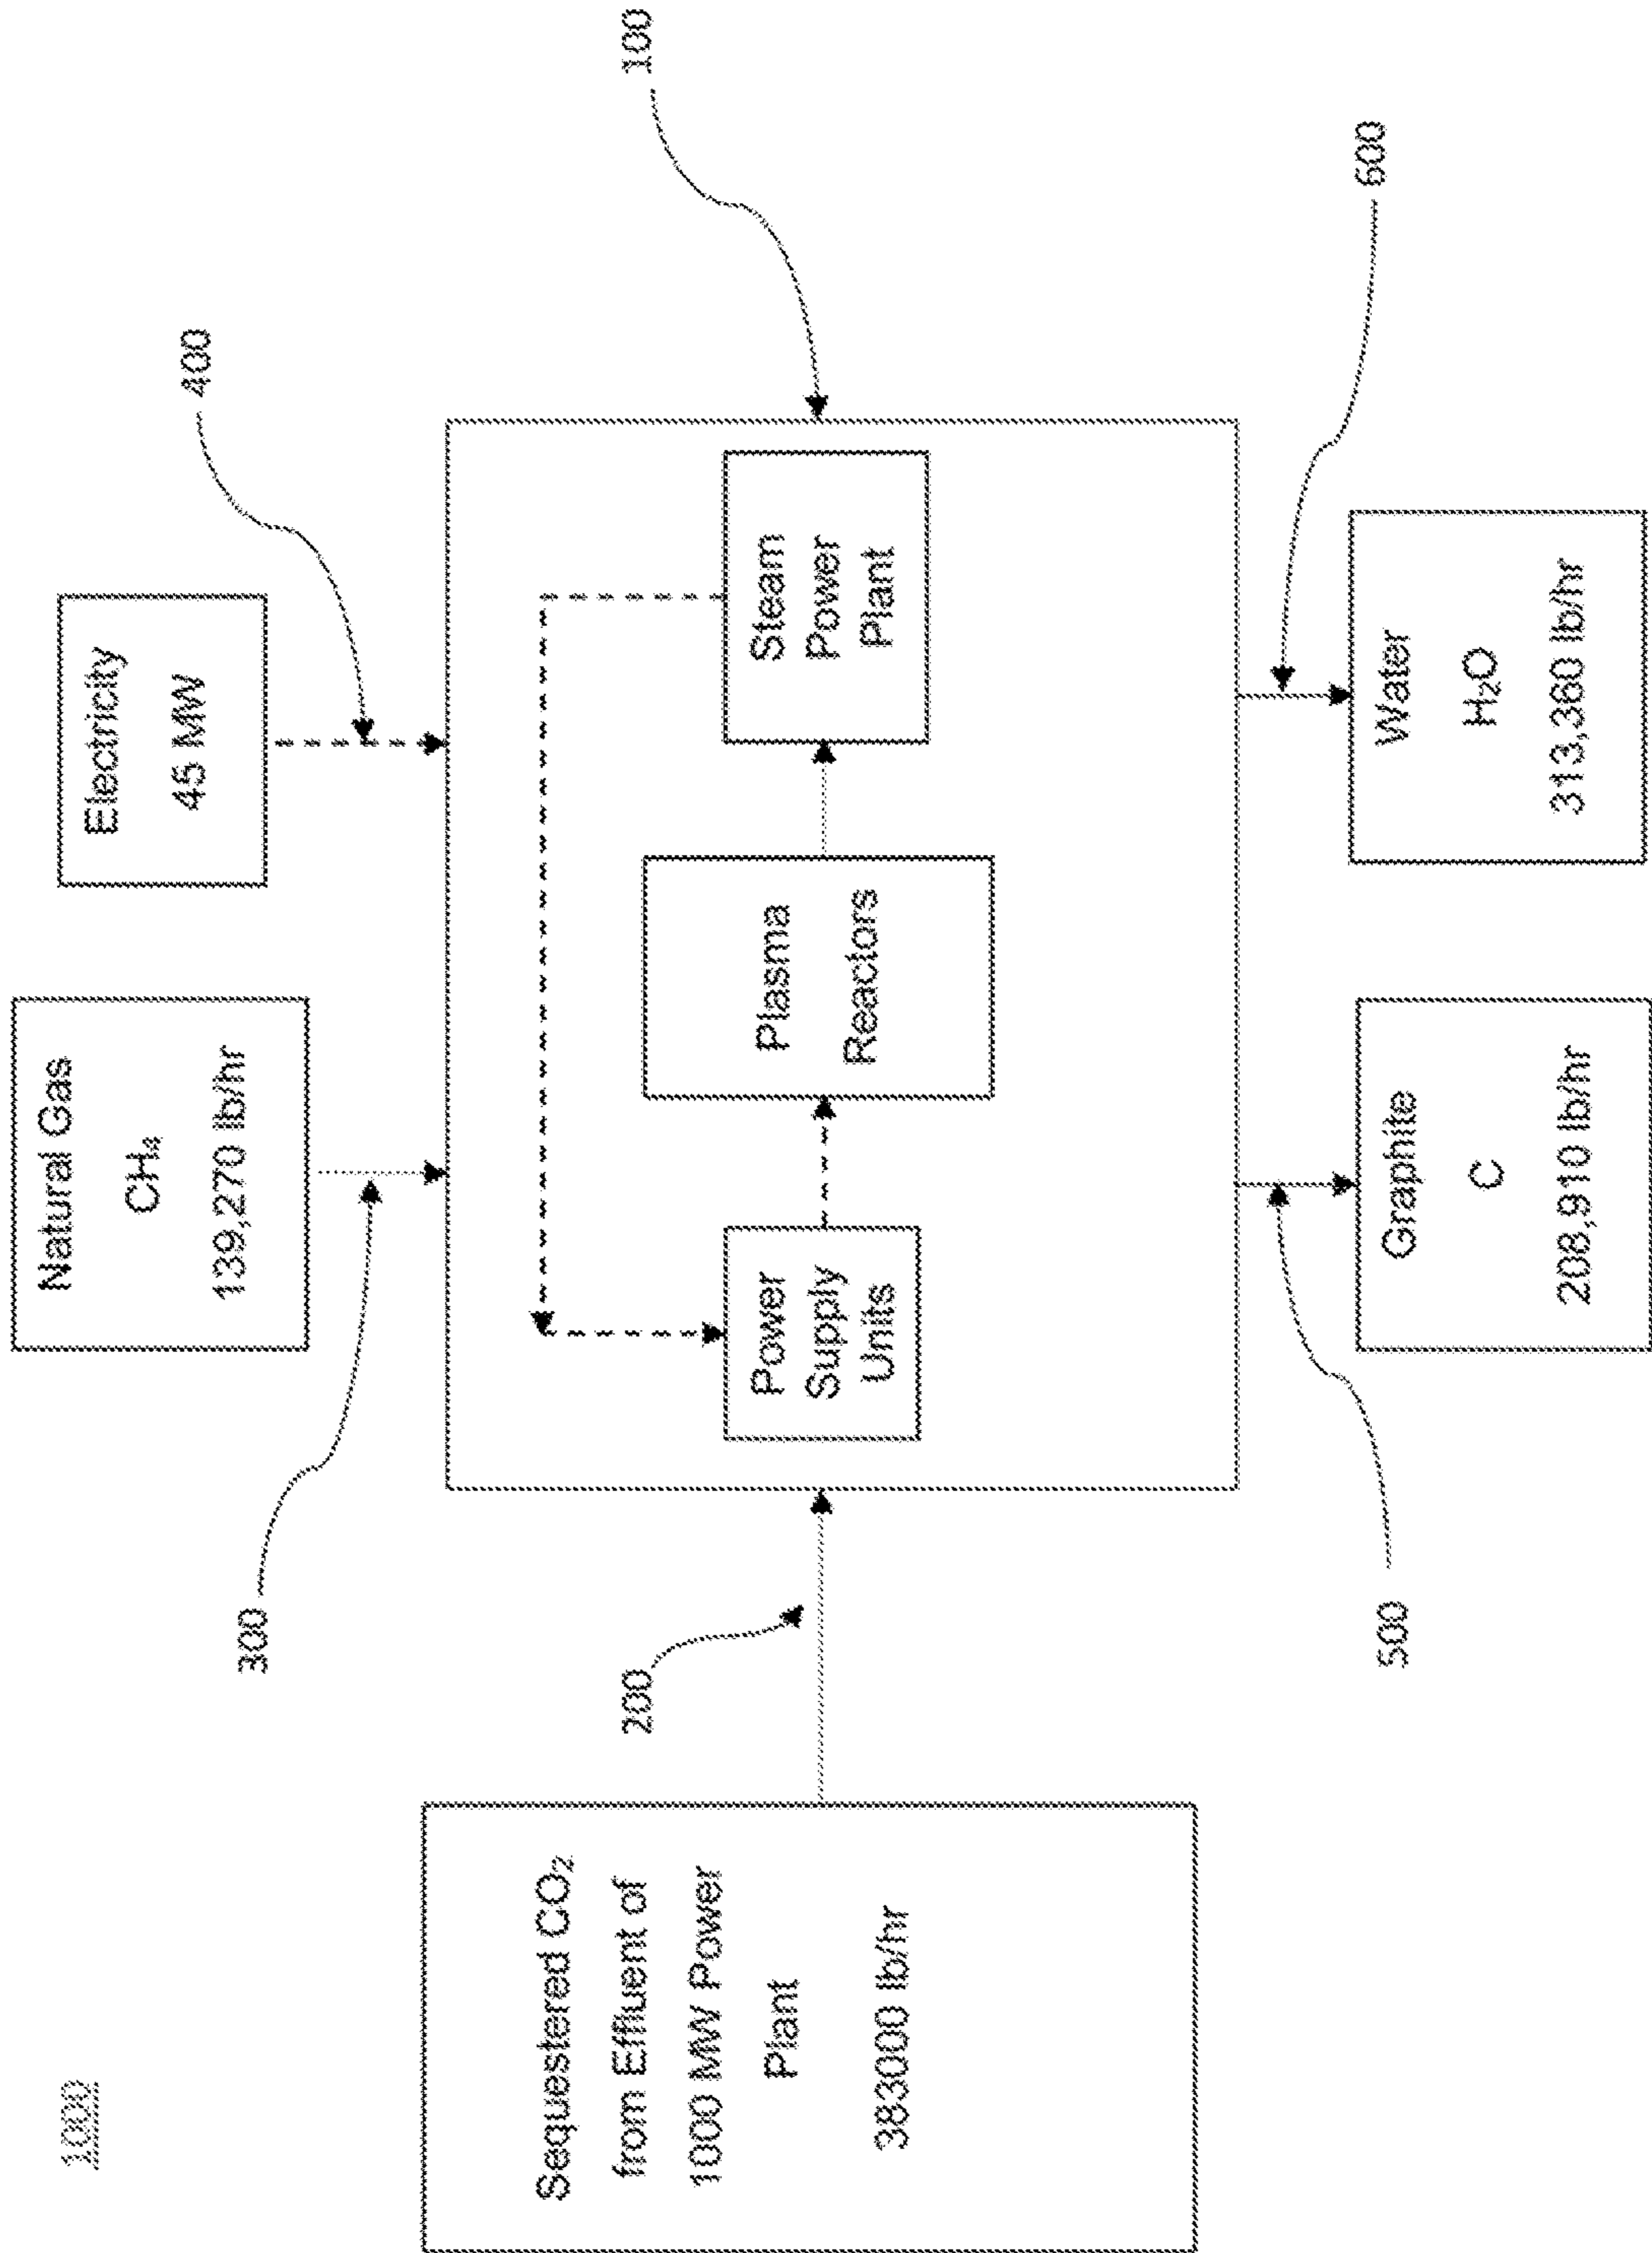 1000
Natural Gas
CH₄
139,270 lb/hr
Electricity
45 MW
300
400
100
200
Sequestered CO₂
from Effluent of
1000 MW Power
Plant
383000 lb/hr
Power
Supply
Units
Plasma
Reactors
Steam
Power
Plant
500
600
Graphite
C
208,910 lb/hr
Water
H₂O
313,360 lb/hr